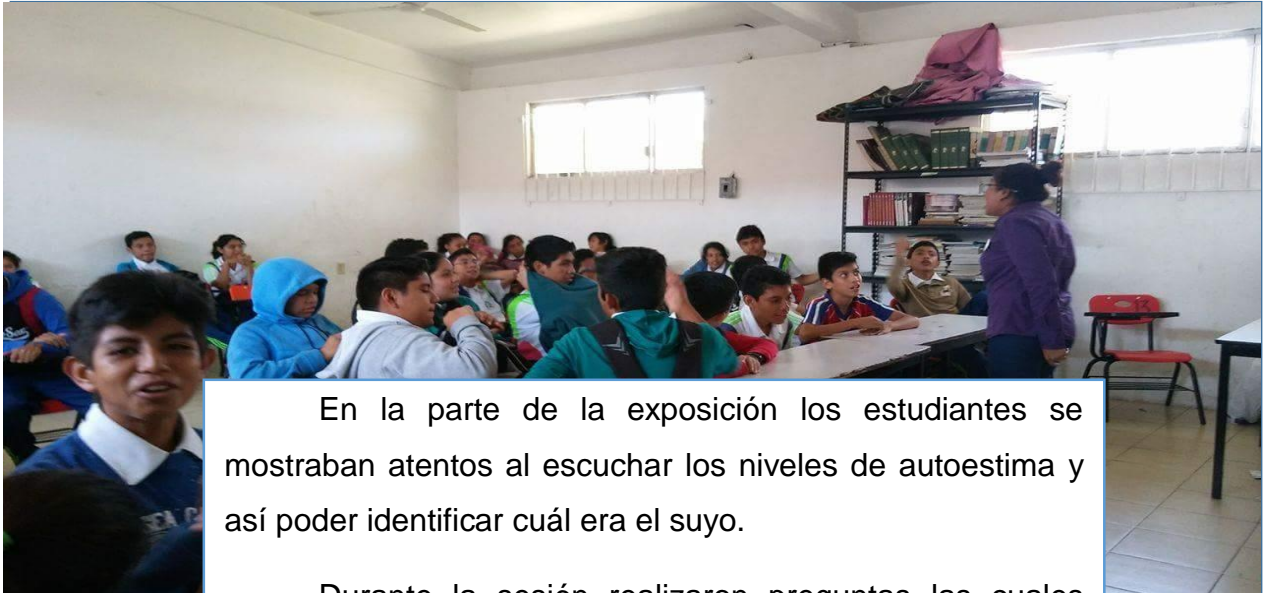 En la parte de la exposición los estudiantes se
mostraban atentos al escuchar los niveles de autoestima y
así poder identificar cuál era el suyo.
Durante la sesión realizaron preguntas las cuales